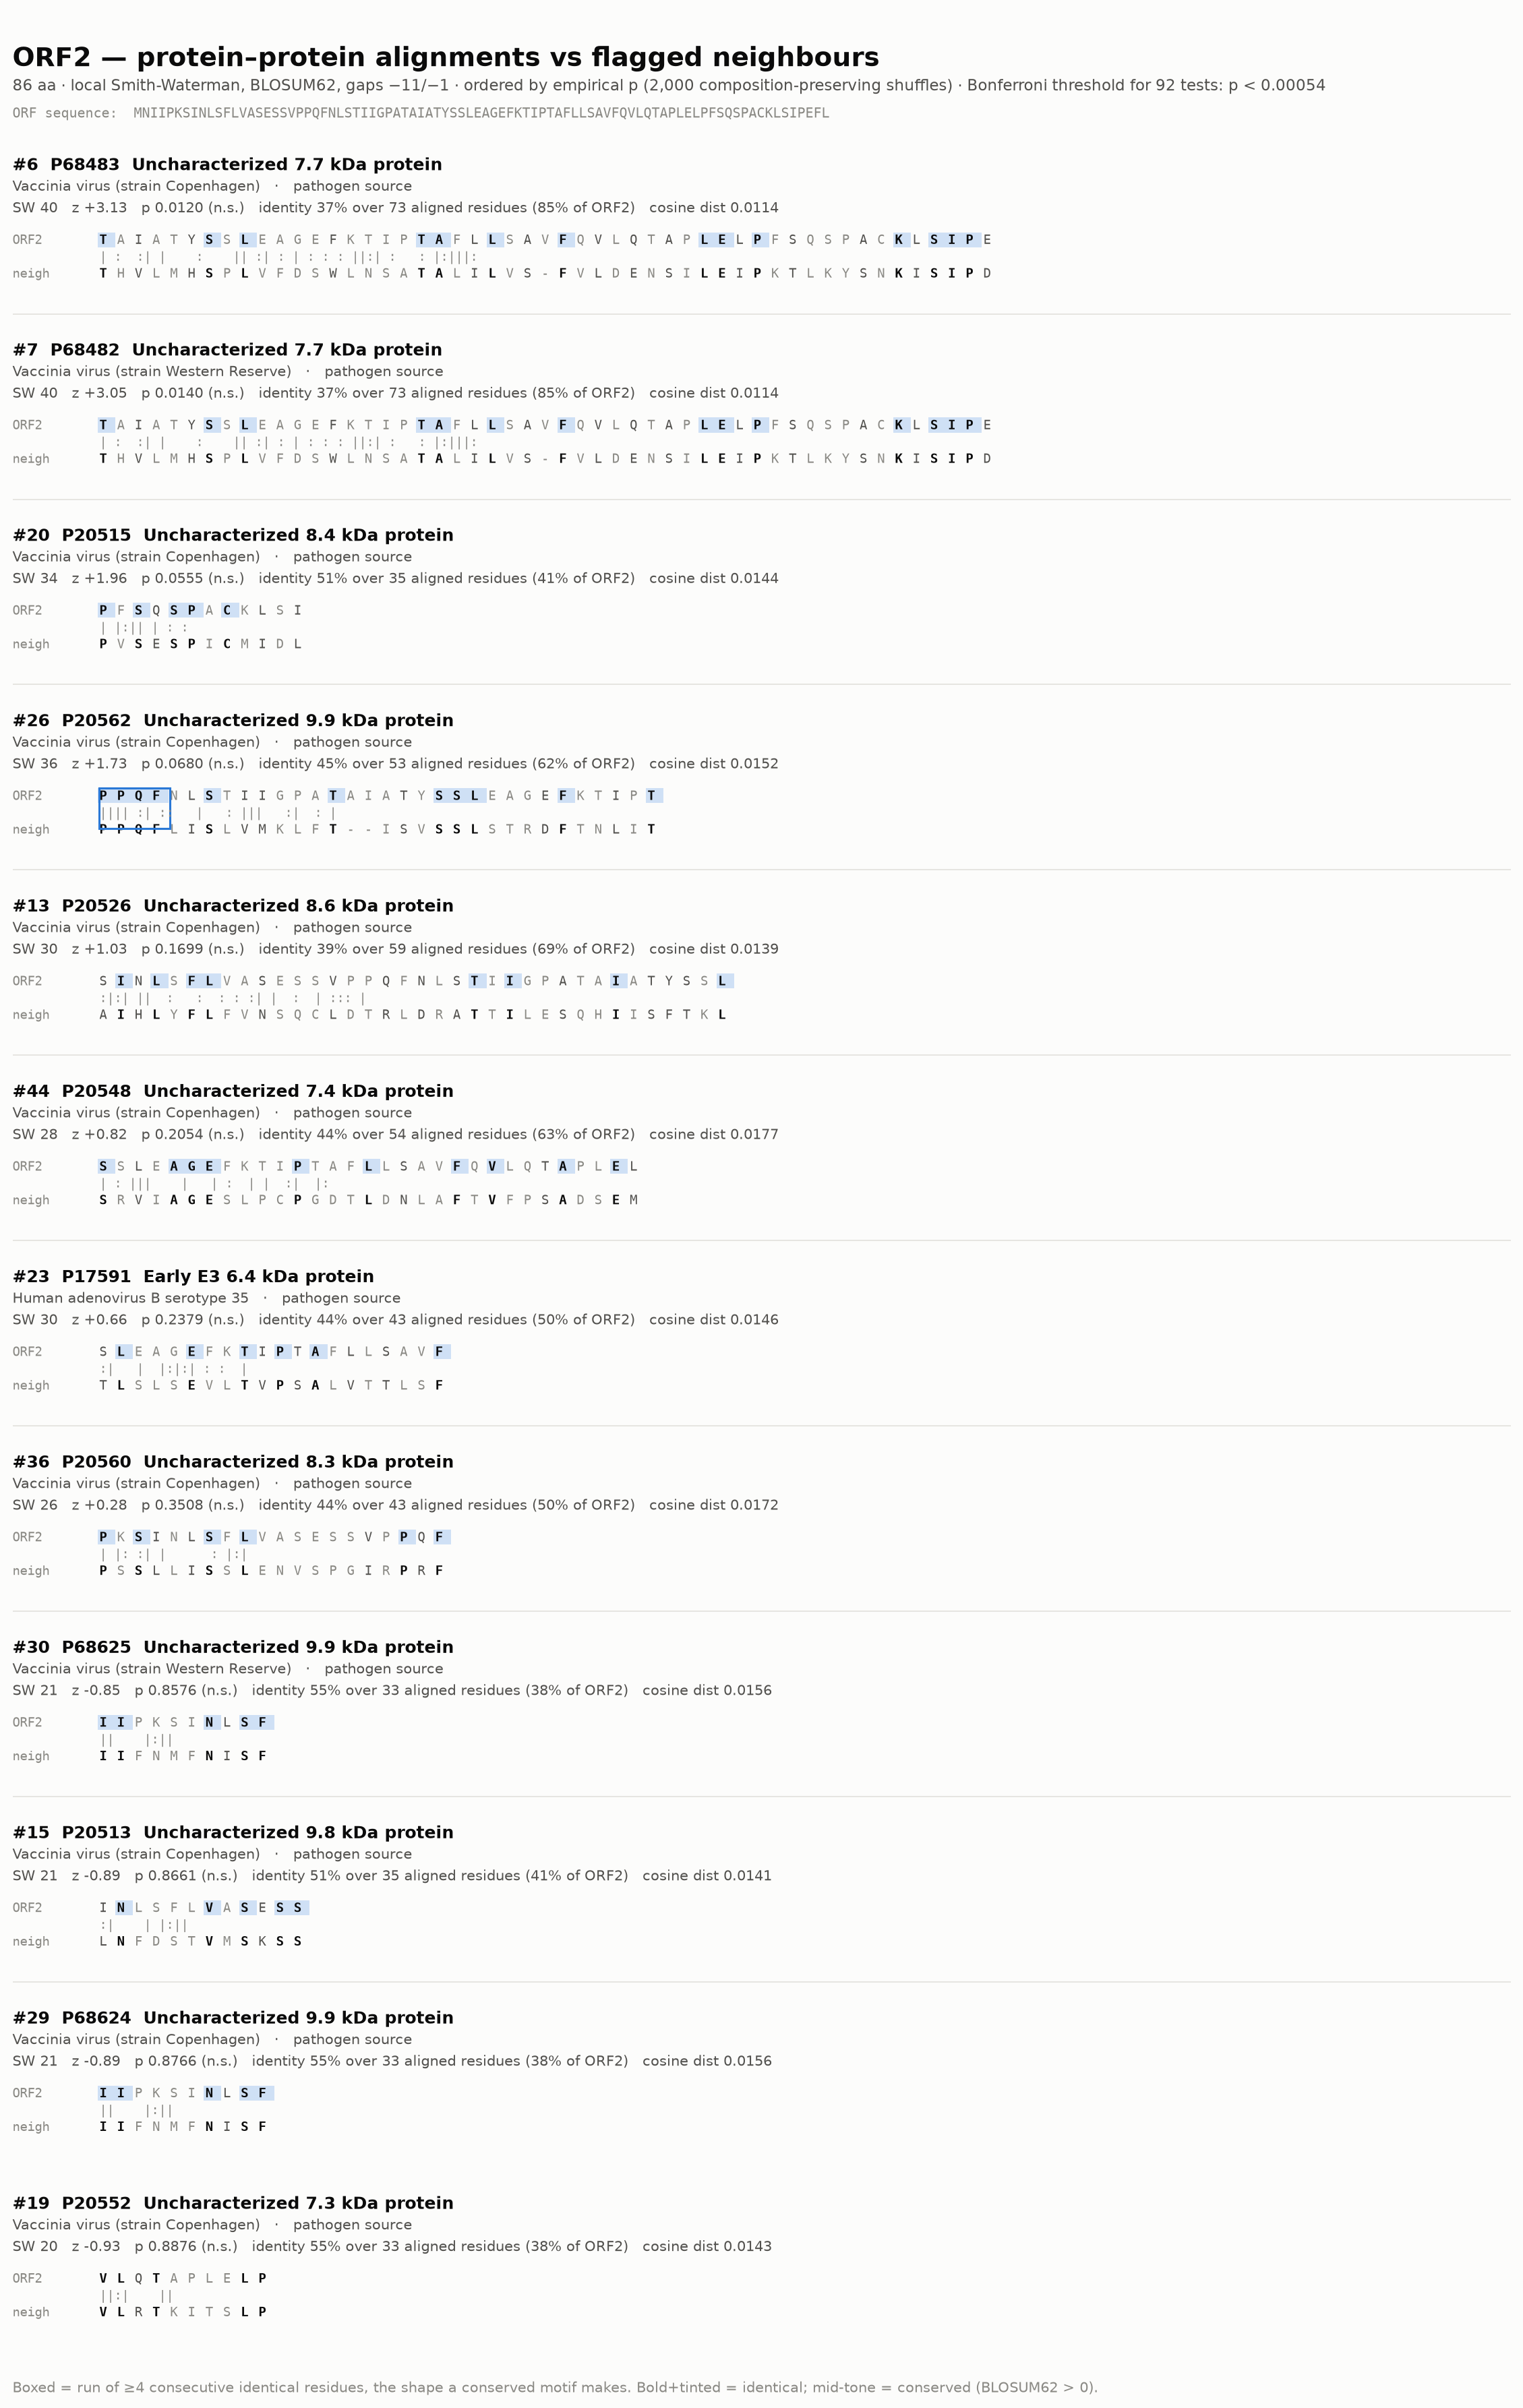 ORF2 — protein–protein alignments vs flagged neighbours
86 aa · local Smith-Waterman, BLOSUM62, gaps −11/−1 · ordered by empirical p (2,000 composition-preserving shuffles) · Bonferroni threshold for 92 tests: p < 0.00054
ORF sequence: MNIIPKSINLSFLVASESSVPPQFNLSTIIGPATAIATYSSLEAGEFKTIPTAFLLSAVFQVLQTAPLELPFSQSPACKLSIPEFL
#6 P68483 Uncharacterized 7.7 kDa protein
Vaccinia virus (strain Copenhagen) · pathogen source
SW 40 z +3.13 p 0.0120 (n.s.) identity 37% over 73 aligned residues (85% of ORF2) cosine dist 0.0114
ORF2 T A I A T Y S S L E A G E F K T I P T A F L L S A V F Q V L Q T A P L E L P F S Q S P A C K L S I P E
| : :| | : || :| : | : : : ||:| : : |:|||:
neigh T H V L M H S P L V F D S W L N S A T A L I L V S - F V L D E N S I L E I P K T L K Y S N K I S I P D
#7 P68482 Uncharacterized 7.7 kDa protein
Vaccinia virus (strain Western Reserve) · pathogen source
SW 40 z +3.05 p 0.0140 (n.s.) identity 37% over 73 aligned residues (85% of ORF2) cosine dist 0.0114
ORF2 T A I A T Y S S L E A G E F K T I P T A F L L S A V F Q V L Q T A P L E L P F S Q S P A C K L S I P E
| : :| | : || :| : | : : : ||:| : : |:|||:
neigh T H V L M H S P L V F D S W L N S A T A L I L V S - F V L D E N S I L E I P K T L K Y S N K I S I P D
#20 P20515 Uncharacterized 8.4 kDa protein
Vaccinia virus (strain Copenhagen) · pathogen source
SW 34 z +1.96 p 0.0555 (n.s.) identity 51% over 35 aligned residues (41% of ORF2) cosine dist 0.0144
ORF2 P F S Q S P A C K L S I
| |:|| | : :
neigh P V S E S P I C M I D L
#26 P20562 Uncharacterized 9.9 kDa protein
Vaccinia virus (strain Copenhagen) · pathogen source
SW 36 z +1.73 p 0.0680 (n.s.) identity 45% over 53 aligned residues (62% of ORF2) cosine dist 0.0152
ORF2 P P Q F N L S T I I G P A T A I A T Y S S L E A G E F K T I P T
|||| :| : | : ||| :| : |
neigh P P Q F L I S L V M K L F T - - I S V S S L S T R D F T N L I T
#13 P20526 Uncharacterized 8.6 kDa protein
Vaccinia virus (strain Copenhagen) · pathogen source
SW 30 z +1.03 p 0.1699 (n.s.) identity 39% over 59 aligned residues (69% of ORF2) cosine dist 0.0139
ORF2 S I N L S F L V A S E S S V P P Q F N L S T I I G P A T A I A T Y S S L
:|:| || : : : : :| | : | ::: |
neigh A I H L Y F L F V N S Q C L D T R L D R A T T I L E S Q H I I S F T K L
#44 P20548 Uncharacterized 7.4 kDa protein
Vaccinia virus (strain Copenhagen) · pathogen source
SW 28 z +0.82 p 0.2054 (n.s.) identity 44% over 54 aligned residues (63% of ORF2) cosine dist 0.0177
ORF2 S S L E A G E F K T I P T A F L L S A V F Q V L Q T A P L E L
| : ||| | | : | | :| |:
neigh S R V I A G E S L P C P G D T L D N L A F T V F P S A D S E M
#23 P17591 Early E3 6.4 kDa protein
Human adenovirus B serotype 35 · pathogen source
SW 30 z +0.66 p 0.2379 (n.s.) identity 44% over 43 aligned residues (50% of ORF2) cosine dist 0.0146
ORF2 S L E A G E F K T I P T A F L L S A V F
:| | |:|:| : : |
neigh T L S L S E V L T V P S A L V T T L S F
#36 P20560 Uncharacterized 8.3 kDa protein
Vaccinia virus (strain Copenhagen) · pathogen source
SW 26 z +0.28 p 0.3508 (n.s.) identity 44% over 43 aligned residues (50% of ORF2) cosine dist 0.0172
ORF2 P K S I N L S F L V A S E S S V P P Q F
| |: :| | : |:|
neigh P S S L L I S S L E N V S P G I R P R F
#30 P68625 Uncharacterized 9.9 kDa protein
Vaccinia virus (strain Western Reserve) · pathogen source
SW 21 z -0.85 p 0.8576 (n.s.) identity 55% over 33 aligned residues (38% of ORF2) cosine dist 0.0156
ORF2 I I P K S I N L S F
|| |:||
neigh I I F N M F N I S F
#15 P20513 Uncharacterized 9.8 kDa protein
Vaccinia virus (strain Copenhagen) · pathogen source
SW 21 z -0.89 p 0.8661 (n.s.) identity 51% over 35 aligned residues (41% of ORF2) cosine dist 0.0141
ORF2 I N L S F L V A S E S S
:| | |:||
neigh L N F D S T V M S K S S
#29 P68624 Uncharacterized 9.9 kDa protein
Vaccinia virus (strain Copenhagen) · pathogen source
SW 21 z -0.89 p 0.8766 (n.s.) identity 55% over 33 aligned residues (38% of ORF2) cosine dist 0.0156
ORF2 I I P K S I N L S F
|| |:||
neigh I I F N M F N I S F
#19 P20552 Uncharacterized 7.3 kDa protein
Vaccinia virus (strain Copenhagen) · pathogen source
SW 20 z -0.93 p 0.8876 (n.s.) identity 55% over 33 aligned residues (38% of ORF2) cosine dist 0.0143
ORF2 V L Q T A P L E L P
||:| ||
neigh V L R T K I T S L P
Boxed = run of ≥4 consecutive identical residues, the shape a conserved motif makes. Bold+tinted = identical; mid-tone = conserved (BLOSUM62 > 0).